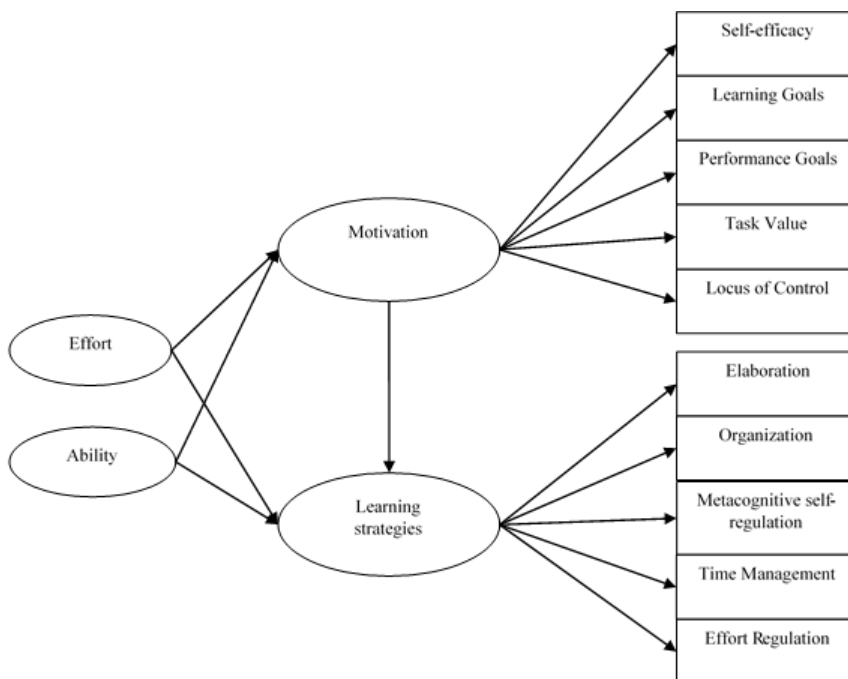 Self-efficacy
Learning Goals
Performance Goals
Task Value
Locus of Control
Motivation
Effort
Ability
Learning
strategies
Elaboration
Organization
Metacognitive self-
regulation
Time Management
Effort Regulation